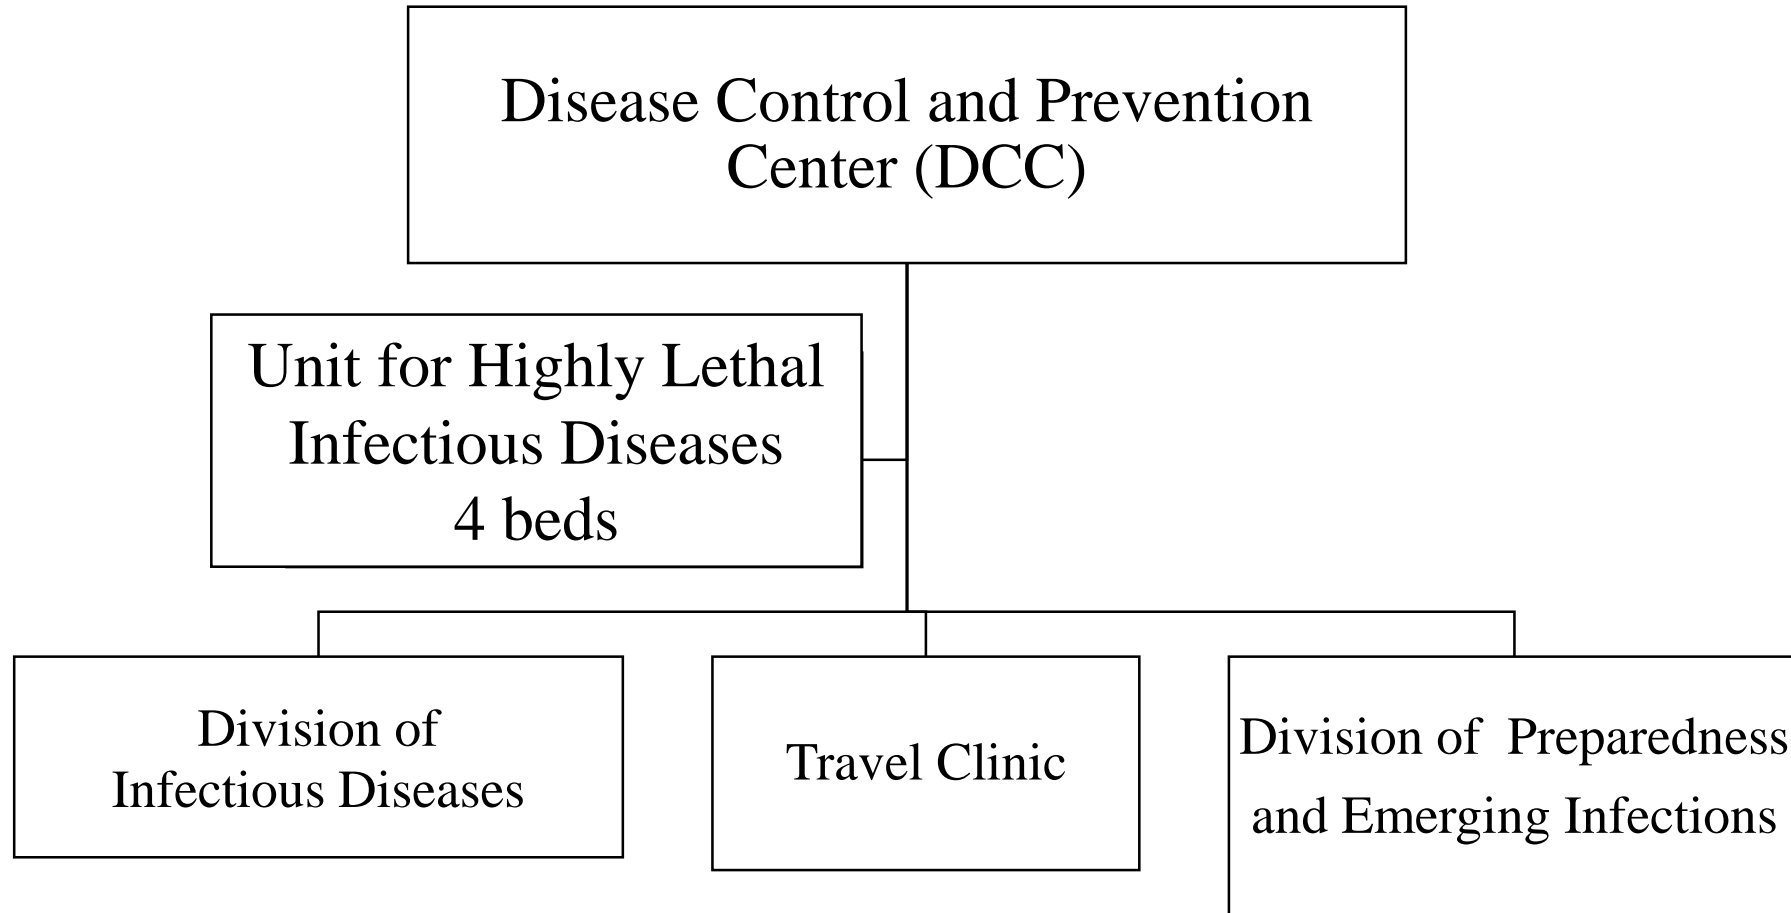 Disease Control and Prevention
Center (DCC)
Unit for Highly Lethal
Infectious Diseases
4 beds
Division of
Infectious Diseases
Travel Clinic
Division of  Preparedness
and Emerging Infections